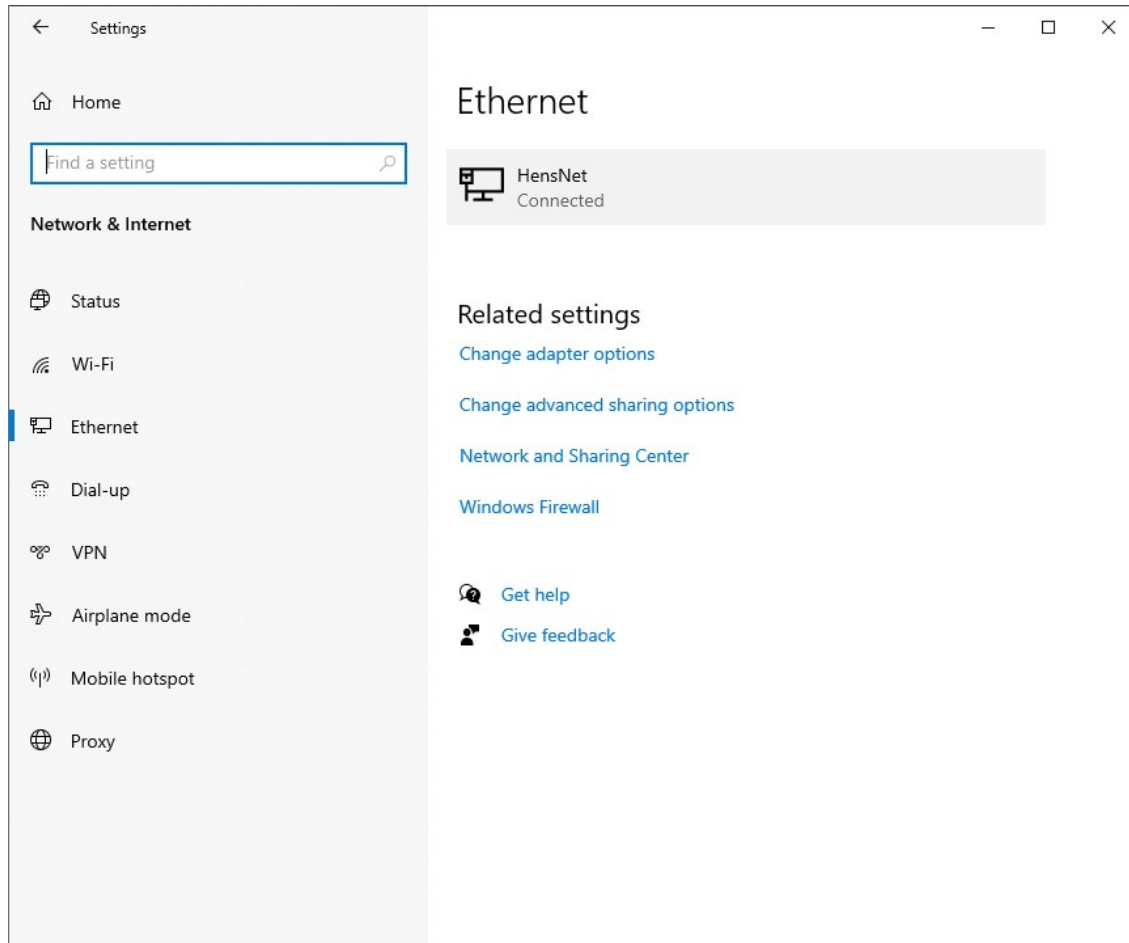 Settings
Home
Find a setting
Network & Internet
Status
Wi-Fi
Ethernet
Dial-up
VPN
Airplane mode
Mobile hotspot
Proxy
Ethernet
HensNet
Connected
Related settings
Change adapter options
Change advanced sharing options
Network and Sharing Center
Windows Firewall
Get help
Give feedback